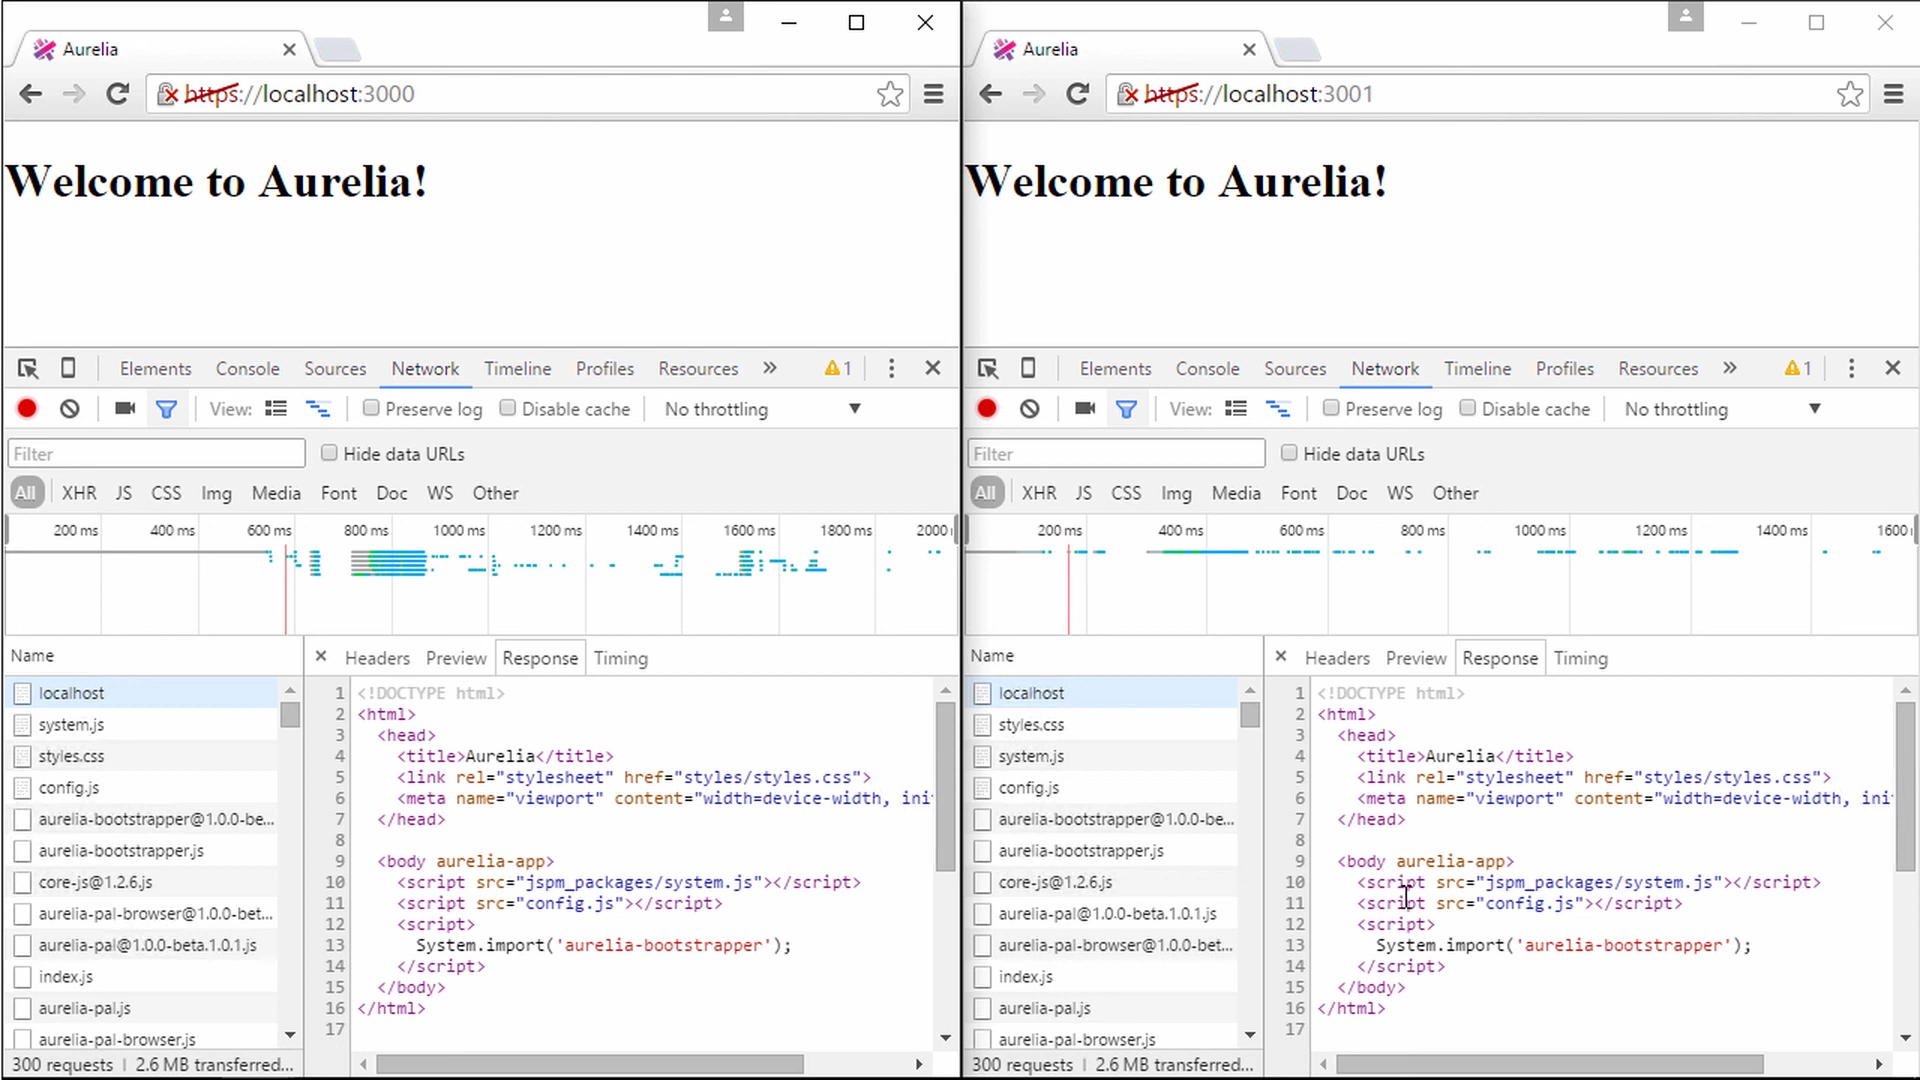 Aurelia
https://localhost:3000
Welcome to Aurelia!
Elements Console Sources Network Timeline Profiles Resources » 1
View: Preserve log Disable cache No throttling
Filter Hide data URLs
All XHR JS CSS Img Media Font Doc WS Other
200 ms 400 ms 600 ms 800 ms 1000 ms 1200 ms 1400 ms 1600 ms 1800 ms 2000
Name
localhost
system.js
styles.css
config.js
aurelia-bootstrapper@1.0.0-be...
aurelia-bootstrapper.js
core-js@1.2.6.js
aurelia-pal-browser@1.0.0-bet...
aurelia-pal@1.0.0-beta.1.0.1.js
index.js
aurelia-pal.js
aurelia-pal-browser.js
300 requests | 2.6 MB transferred...
Headers Preview Response Timing
1 <!DOCTYPE html>
2 <html>
3 <head>
4 <title>Aurelia</title>
5 <link rel="stylesheet" href="styles/styles.css">
6 <meta name="viewport" content="width=device-width, ini
7 </head>
8
9 <body aurelia-app>
10 <script src="jspm_packages/system.js"></script>
11 <script src="config.js"></script>
12 <script>
13 System.import('aurelia-bootstrapper');
14 </script>
15 </body>
16 </html>
17
Aurelia
https://localhost:3001
Welcome to Aurelia!
Elements Console Sources Network Timeline Profiles Resources » 1
View: Preserve log Disable cache No throttling
Filter Hide data URLs
All XHR JS CSS Img Media Font Doc WS Other
200 ms 400 ms 600 ms 800 ms 1000 ms 1200 ms 1400 ms 1600
Name
localhost
styles.css
system.js
config.js
aurelia-bootstrapper@1.0.0-be...
aurelia-bootstrapper.js
core-js@1.2.6.js
aurelia-pal@1.0.0-beta.1.0.1.js
aurelia-pal-browser@1.0.0-bet...
index.js
aurelia-pal.js
aurelia-pal-browser.js
300 requests | 2.6 MB transferred...
Headers Preview Response Timing
1 <!DOCTYPE html>
2 <html>
3 <head>
4 <title>Aurelia</title>
5 <link rel="stylesheet" href="styles/styles.css">
6 <meta name="viewport" content="width=device-width, ini
7 </head>
8
9 <body aurelia-app>
10 <script src="jspm_packages/system.js"></script>
11 <script src="config.js"></script>
12 <script>
13 System.import('aurelia-bootstrapper');
14 </script>
15 </body>
16 </html>
17